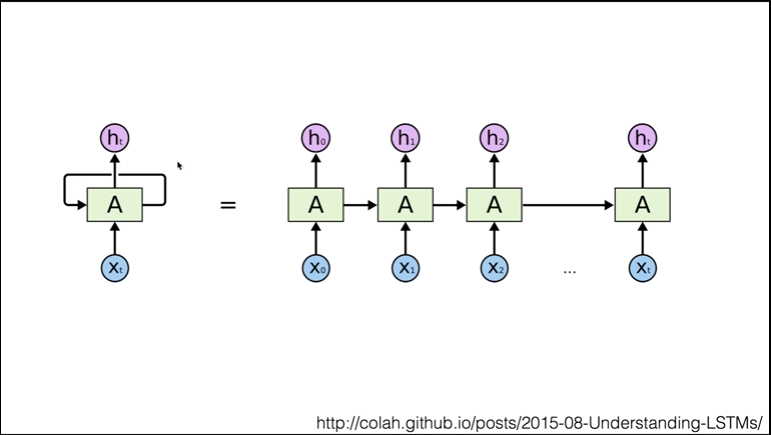 hₜ h₀ h₁ h₂ hₜ
A = A A A A
xₜ x₀ x₁ x₂ ... xₜ
http://colah.github.io/posts/2015-08-Understanding-LSTMs/